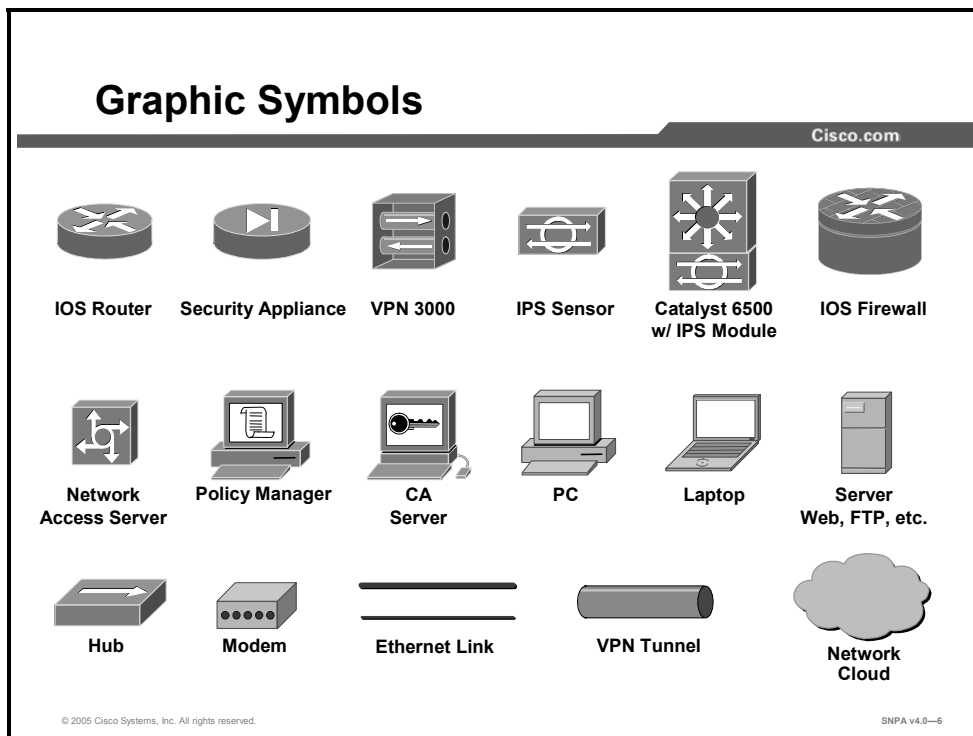 Graphic Symbols
Cisco.com
IOS Router
Security Appliance
VPN 3000
IPS Sensor
Catalyst 6500
w/ IPS Module
IOS Firewall
Network
Access Server
Policy Manager
CA
Server
PC
Laptop
Server
Web, FTP, etc.
Hub
Modem
Ethernet Link
VPN Tunnel
Network
Cloud
© 2005 Cisco Systems, Inc. All rights reserved.
SNPA v4.0—6